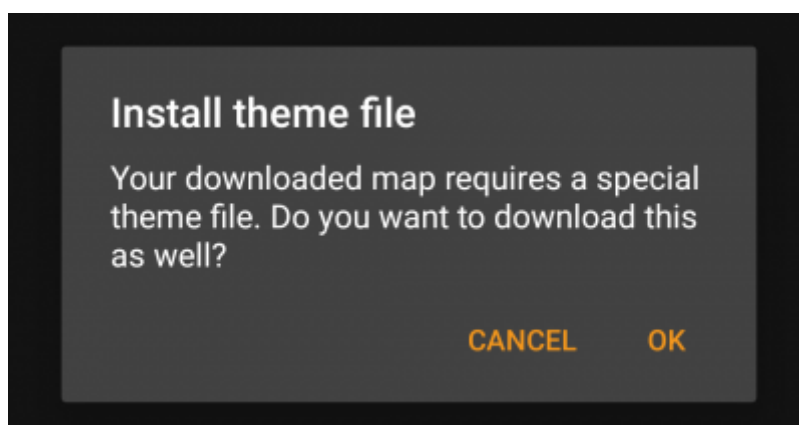 Install theme file
Your downloaded map requires a special
theme file. Do you want to download this
as well?
CANCEL OK